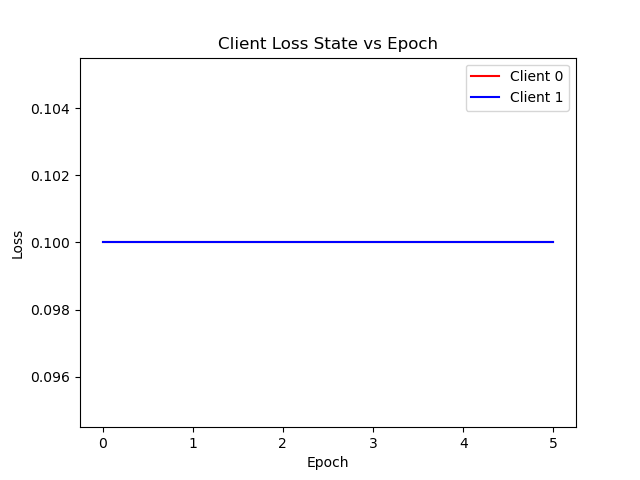 Client Loss State vs Epoch
Client 0
Client 1
0.104
0.102
0.100
0.098
0.096
Loss
0 1 2 3 4 5
Epoch